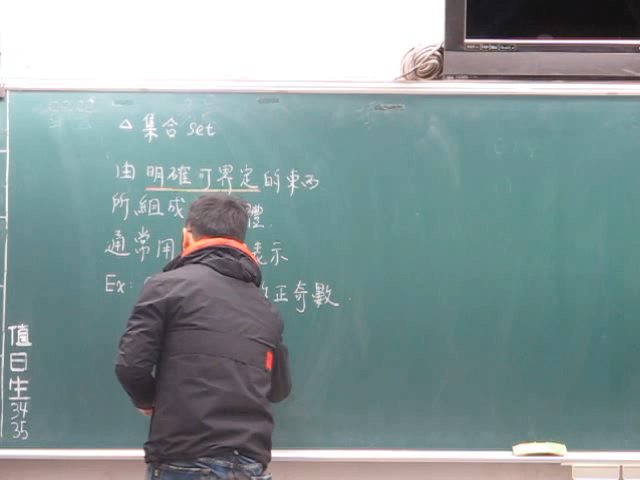 △ 集合 set
由明確可界定的東西
所組成 體.
通常用 表示
Ex: 正奇數.
值日生
34
35